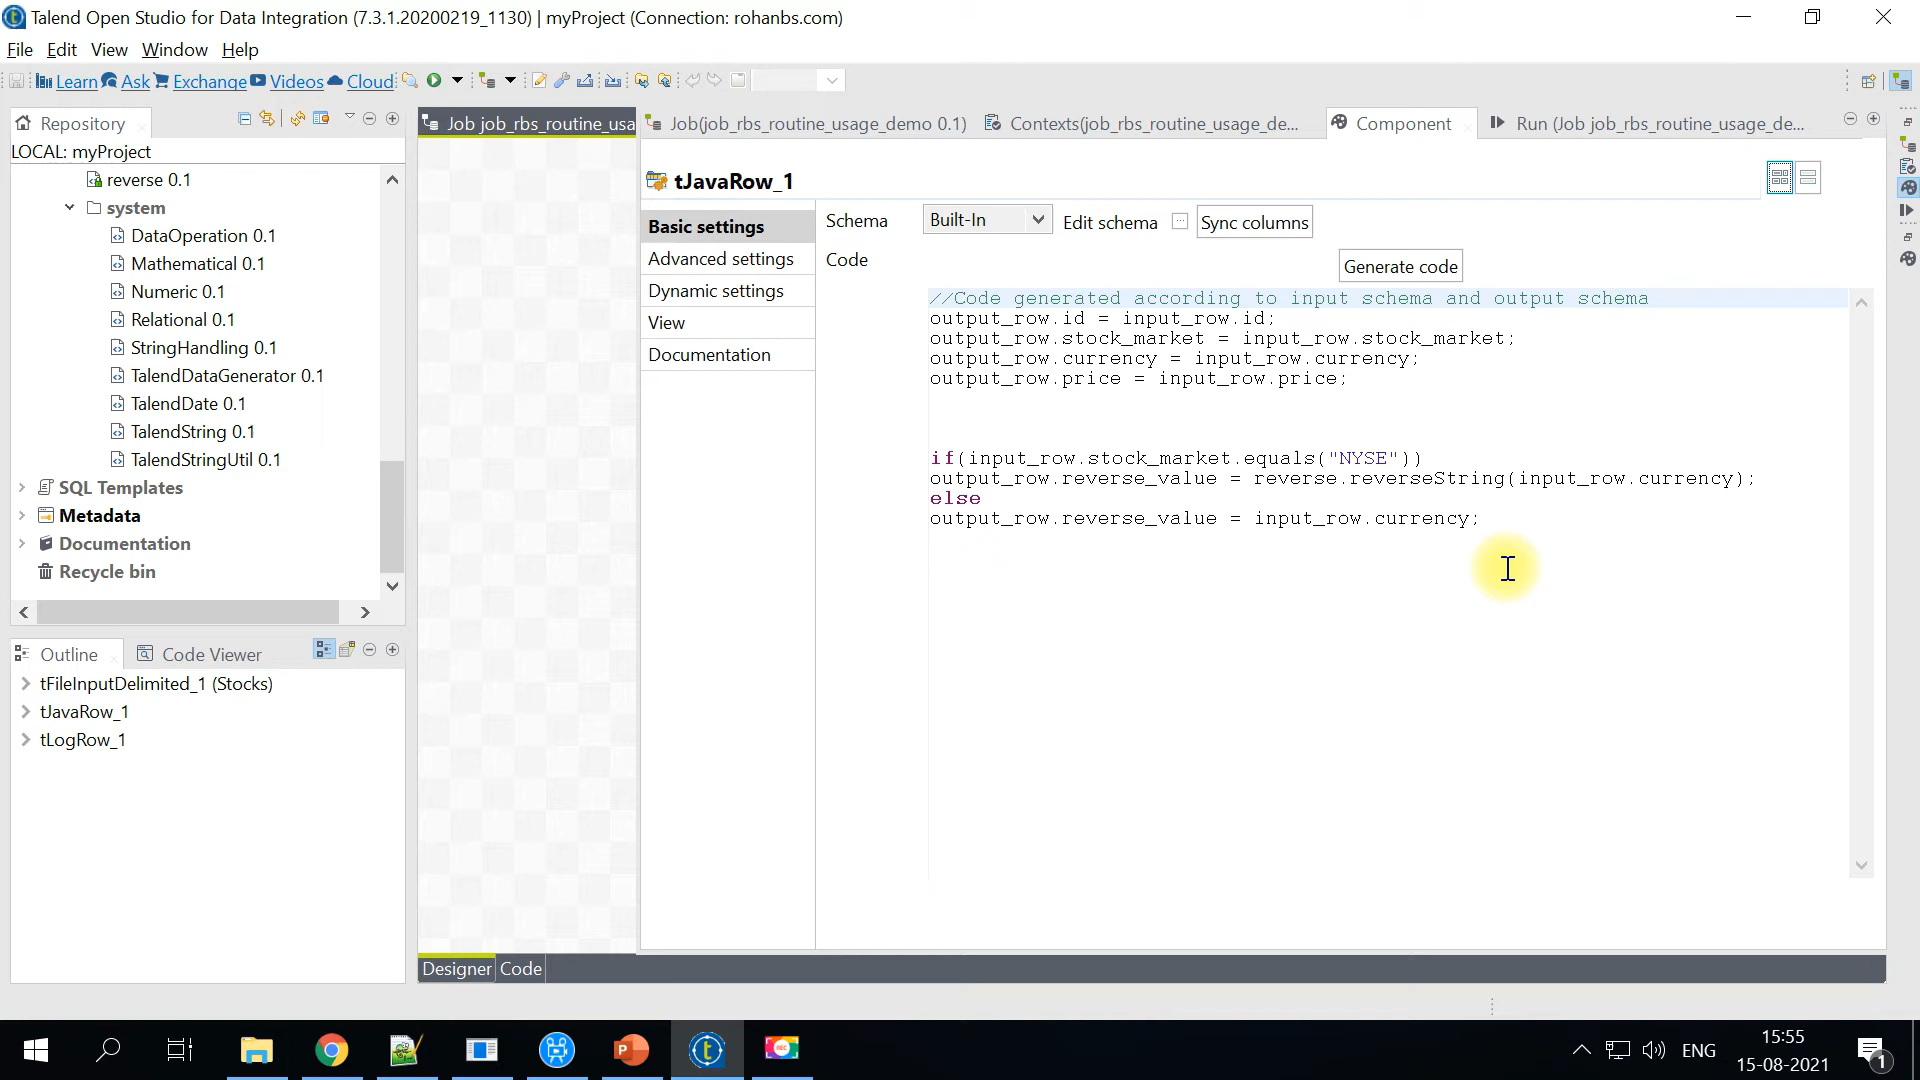 Talend Open Studio for Data Integration (7.3.1.20200219_1130) | myProject (Connection: rohanbs.com)
File Edit View Window Help
Learn Ask Exchange Videos Cloud
Repository
LOCAL: myProject
reverse 0.1
system
DataOperation 0.1
Mathematical 0.1
Numeric 0.1
Relational 0.1
StringHandling 0.1
TalendDataGenerator 0.1
TalendDate 0.1
TalendString 0.1
TalendStringUtil 0.1
SQL Templates
Metadata
Documentation
Recycle bin
Outline Code Viewer
tFileInputDelimited_1 (Stocks)
tJavaRow_1
tLogRow_1
Job job_rbs_routine_usa
Job(job_rbs_routine_usage_demo 0.1) Contexts(job_rbs_routine_usage_de... Component Run (Job job_rbs_routine_usage_de...
tJavaRow_1
Basic settings
Advanced settings
Dynamic settings
View
Documentation
Schema Built-In Edit schema ... Sync columns
Code
Generate code
//Code generated according to input schema and output schema
output_row.id = input_row.id;
output_row.stock_market = input_row.stock_market;
output_row.currency = input_row.currency;
output_row.price = input_row.price;
if(input_row.stock_market.equals("NYSE"))
output_row.reverse_value = reverse.reverseString(input_row.currency);
else
output_row.reverse_value = input_row.currency;
Designer Code
ENG
15:55
15-08-2021
1